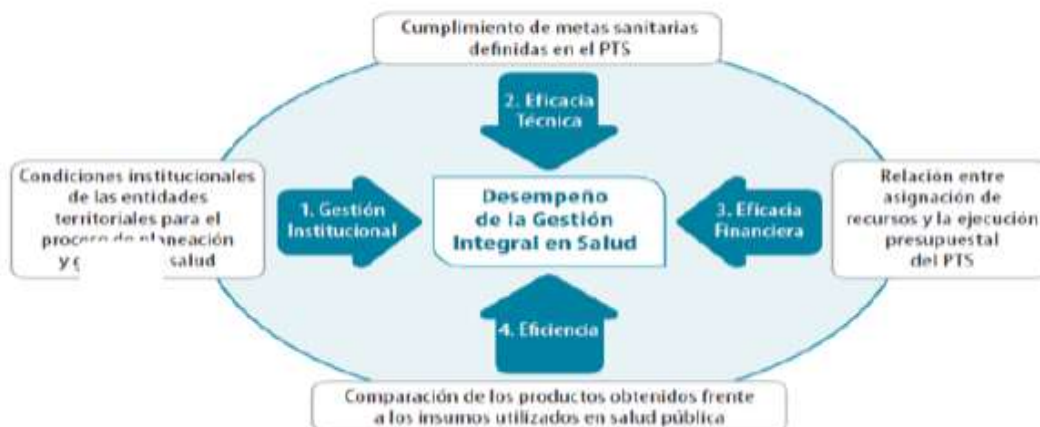 Cumplimiento de metas sanitarias
definidas en el PTS
2. Eficacia
Técnica
Condiciones institucionales
de las entidades
territoriales para el
proceso de planeación
y salud
1. Gestión
Institucional
Desempeño
de la Gestión
Integral en Salud
3. Eficacia
Financiera
Relación entre
asignación de
recursos y la ejecución
presupuestal
del PTS
4. Eficiencia
Comparación de los productos obtenidos frente
a los insumos utilizados en salud pública